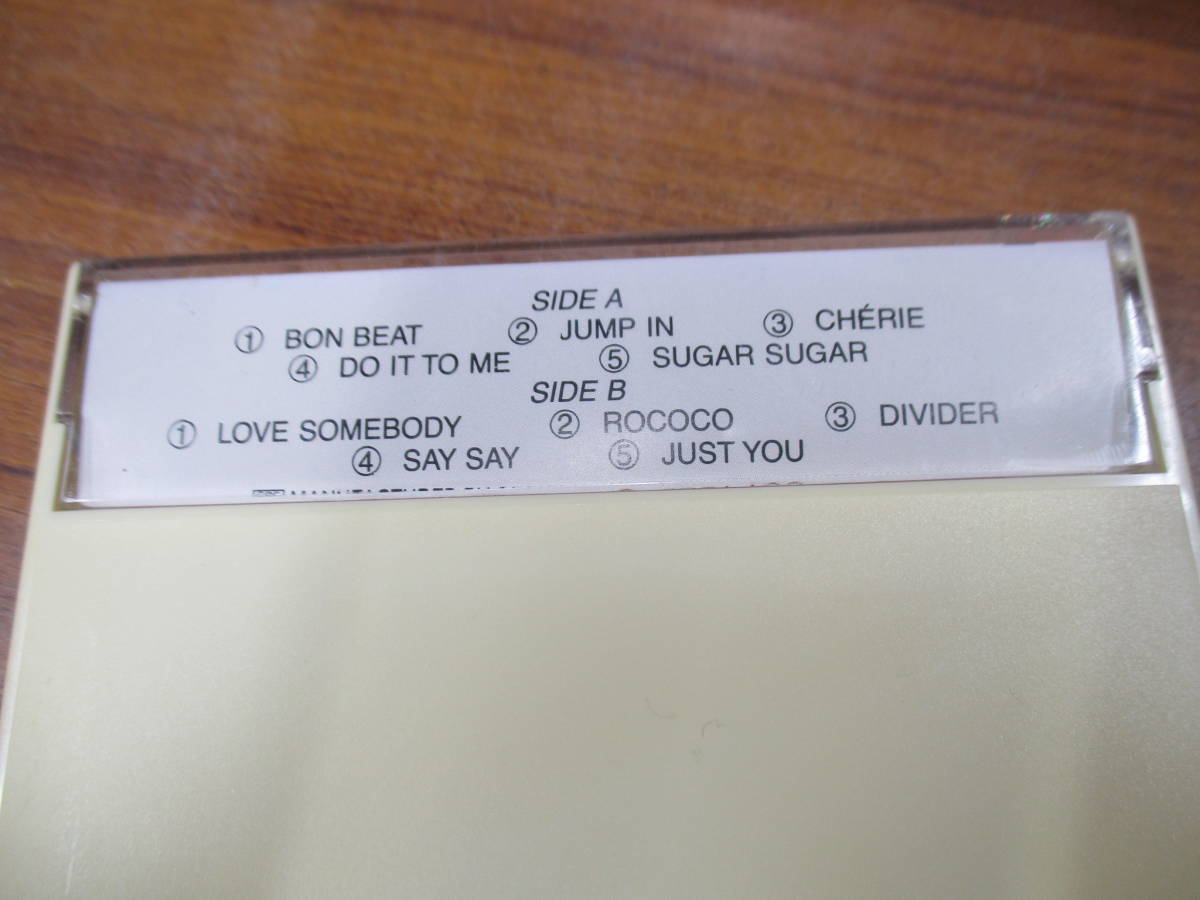 SIDE A
① BON BEAT ② JUMP IN ③ CHÉRIE
④ DO IT TO ME ⑤ SUGAR SUGAR
SIDE B
① LOVE SOMEBODY ② ROCOCO ③ DIVIDER
④ SAY SAY ⑤ JUST YOU